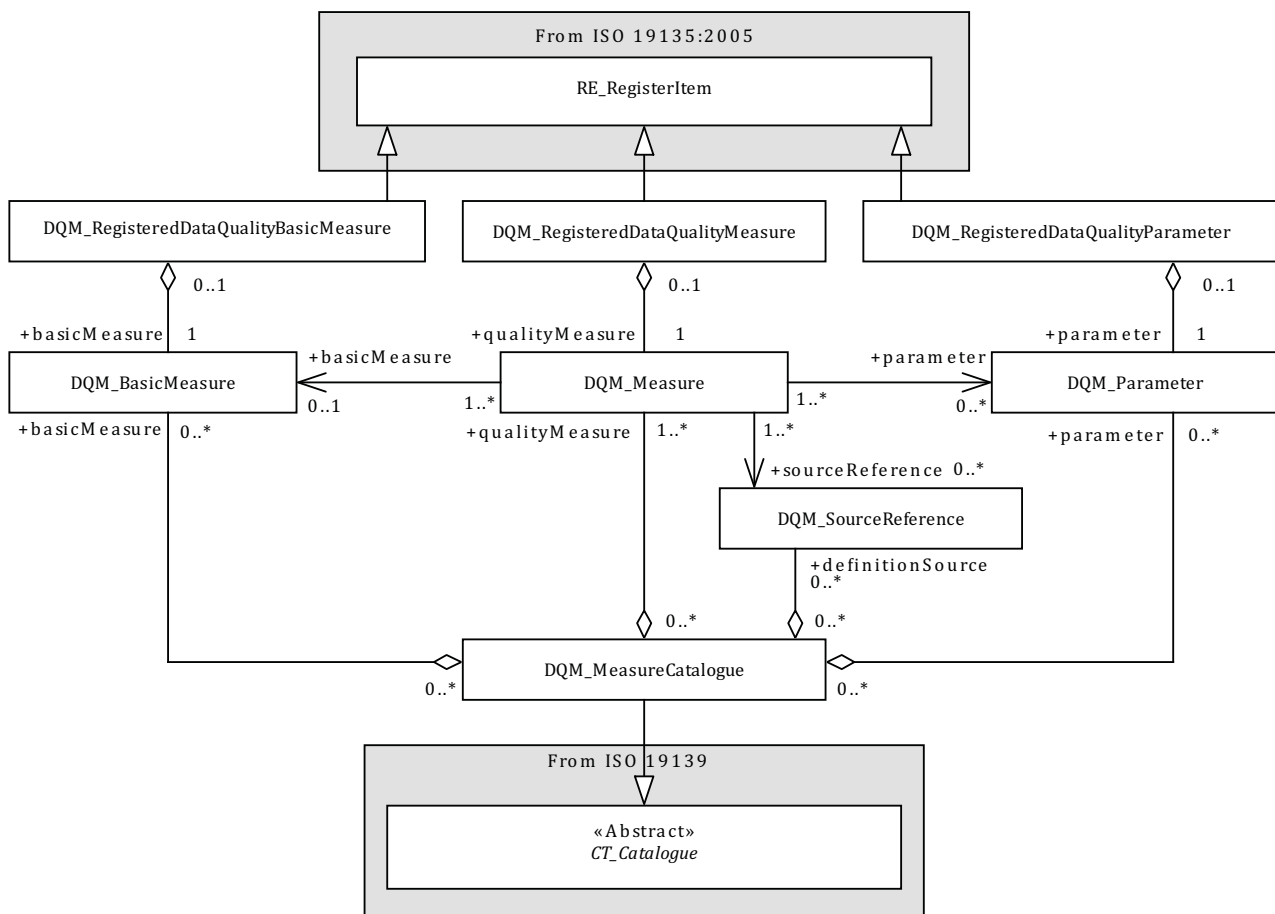 From ISO 19135:2005
RE_RegisterItem
DQM_RegisteredDataQualityBasicMeasure
DQM_RegisteredDataQualityMeasure
DQM_RegisteredDataQualityParameter
0..1
0..1
0..1
+basicMeasure 1
+qualityMeasure 1
+parameter 1
DQM_BasicMeasure
+basicMeasure
0..1
1..*
DQM_Measure
+parameter
1..*
0..*
DQM_Parameter
+basicMeasure 0..*
+qualityMeasure 1..*
1..*
+parameter 0..*
+sourceReference 0..*
DQM_SourceReference
+definitionSource
0..*
0..*
0..*
DQM_MeasureCatalogue
0..*
0..*
From ISO 19139
«Abstract»
CT_Catalogue